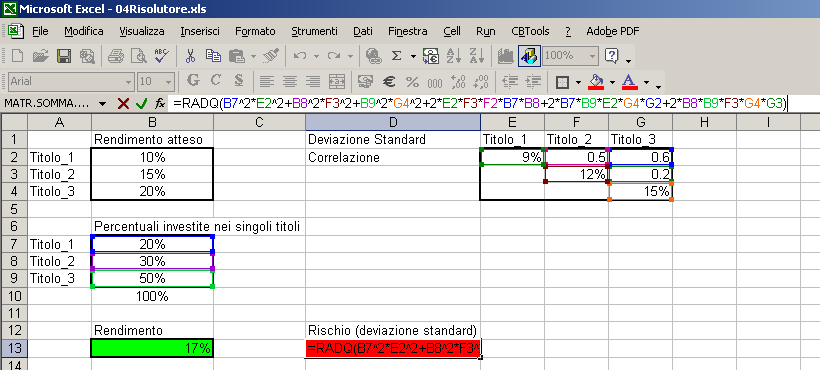 Microsoft Excel - 04Risolutore.xls
File Modifica Visualizza Inserisci Formato Strumenti Dati Finestra Cell Run CBTools ? Adobe PDF
100%
Arial 10 G C S
MATR.SOMMA.... =RADQ(B7^2*E2^2+B8^2*F3^2+B9^2*G4^2+2*E2*F3*F2*B7*B8+2*B7*B9*E2*G4*G2+2*B8*B9*F3*G4*G3)
A B C D E F G H I
1 Rendimento atteso Deviazione Standard Titolo_1 Titolo_2 Titolo_3
2 Titolo_1 10% Correlazione 9% 0.5 0.6
3 Titolo_2 15% 12% 0.2
4 Titolo_3 20% 15%
5
6 Percentuali investite nei singoli titoli
7 Titolo_1 20%
8 Titolo_2 30%
9 Titolo_3 50%
10 100%
11
12 Rendimento Rischio (deviazione standard)
13 17% =RADQ(B7^2*E2^2+B8^2*F3^
14